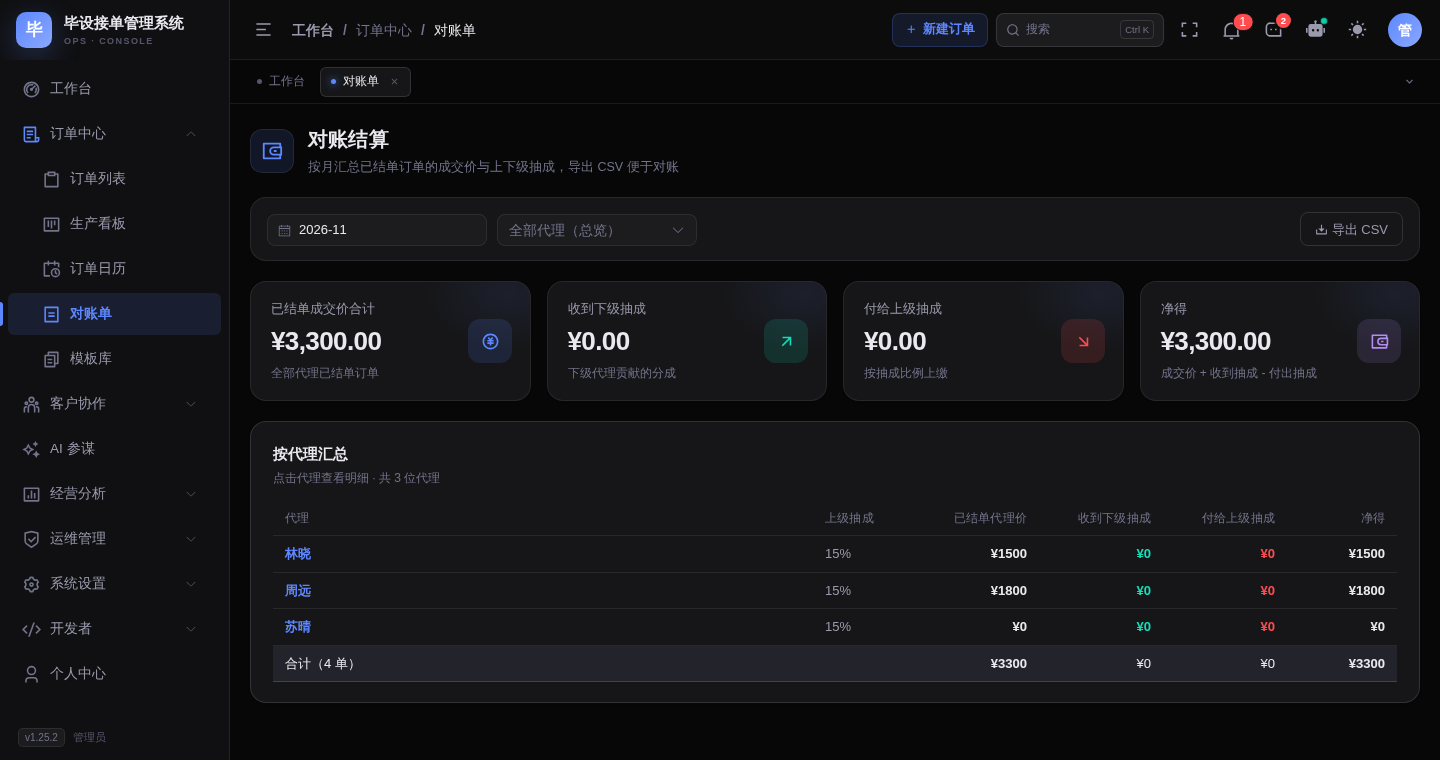 毕
毕设接单管理系统
OPS · CONSOLE
工作台
订单中心
订单列表
生产看板
订单日历
对账单
模板库
客户协作
AI 参谋
经营分析
运维管理
系统设置
开发者
个人中心
v1.25.2 管理员
工作台 / 订单中心 / 对账单
+ 新建订单
搜索 Ctrl K
1
2
管
工作台
对账单 ×
对账结算
按月汇总已结单订单的成交价与上下级抽成，导出 CSV 便于对账
2026-11
全部代理（总览）
导出 CSV
已结单成交价合计
¥3,300.00
全部代理已结单订单
收到下级抽成
¥0.00
下级代理贡献的分成
付给上级抽成
¥0.00
按抽成比例上缴
净得
¥3,300.00
成交价 + 收到抽成 - 付出抽成
按代理汇总
点击代理查看明细 · 共 3 位代理
代理 上级抽成 已结单代理价 收到下级抽成 付给上级抽成 净得
林晓 15% ¥1500 ¥0 ¥0 ¥1500
周远 15% ¥1800 ¥0 ¥0 ¥1800
苏晴 15% ¥0 ¥0 ¥0 ¥0
合计（4 单） ¥3300 ¥0 ¥0 ¥3300